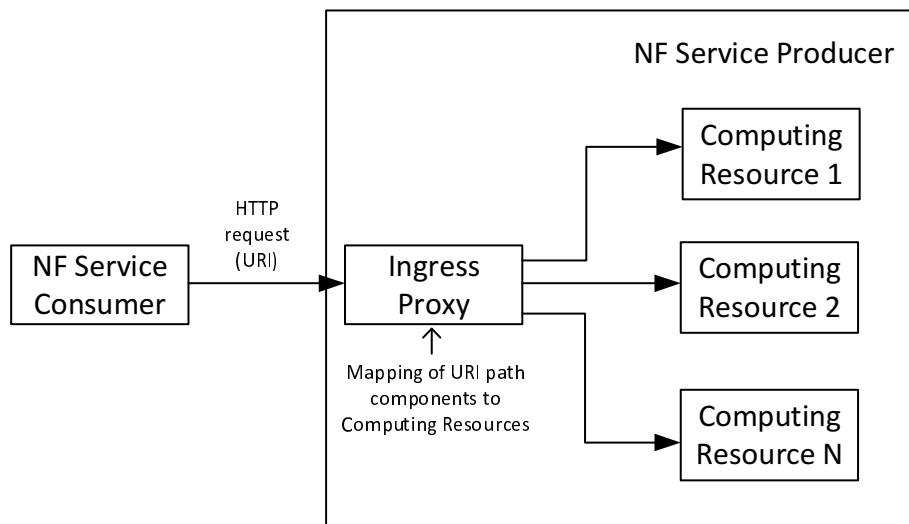 NF Service Producer
Computing
Resource 1
HTTP
request
(URI)
NF Service
Consumer
Ingress
Proxy
Computing
Resource 2
Mapping of URI path
components to
Computing Resources
Computing
Resource N